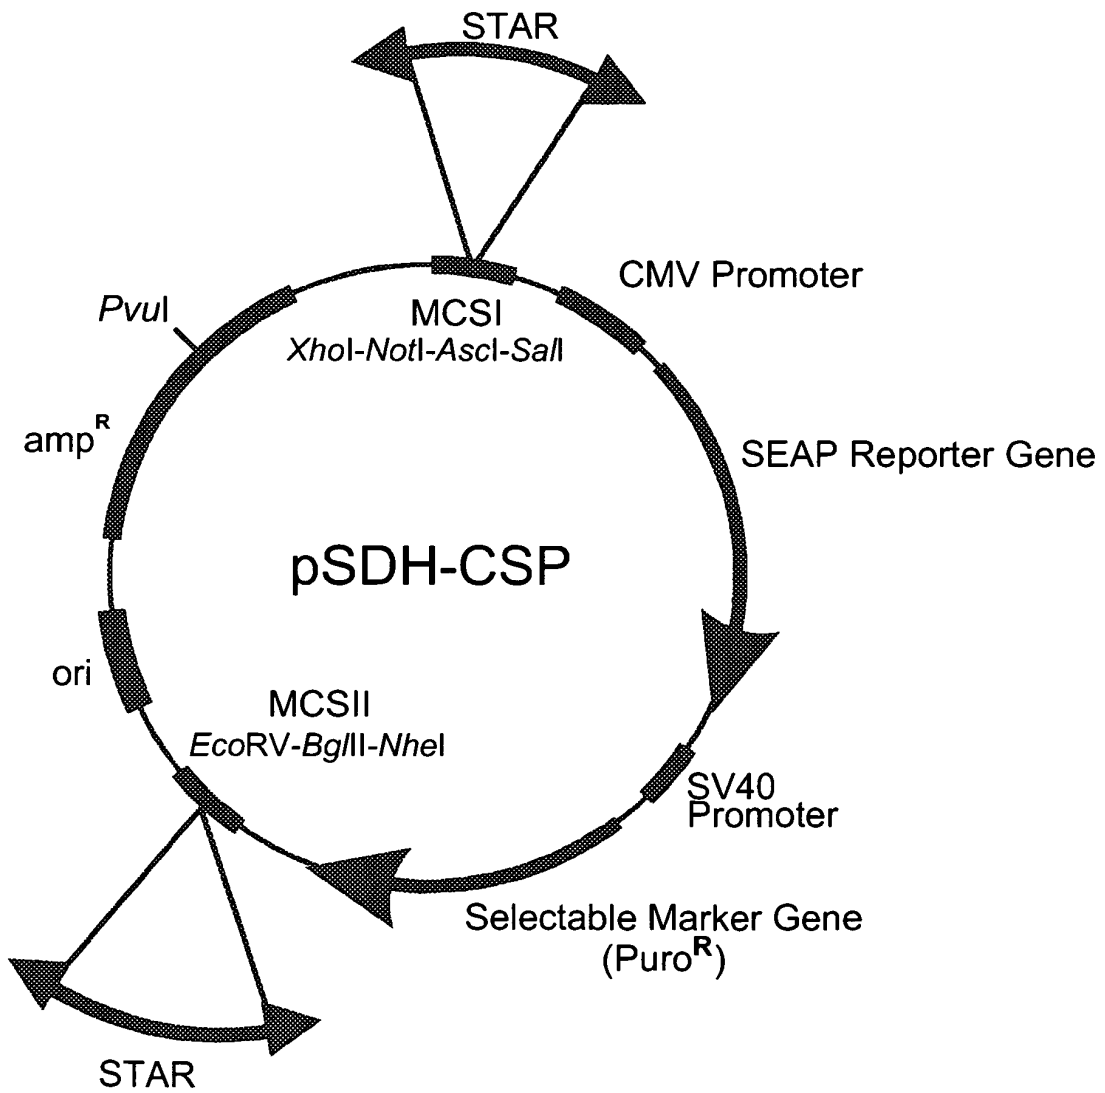 STAR
CMV Promoter
PvuI
MCSI
XhoI-NotI-AscI-SalI
ampR
SEAP Reporter Gene
pSDH-CSP
ori
MCSII
EcoRV-BglII-NheI
SV40
Promoter
Selectable Marker Gene
(PuroR)
STAR